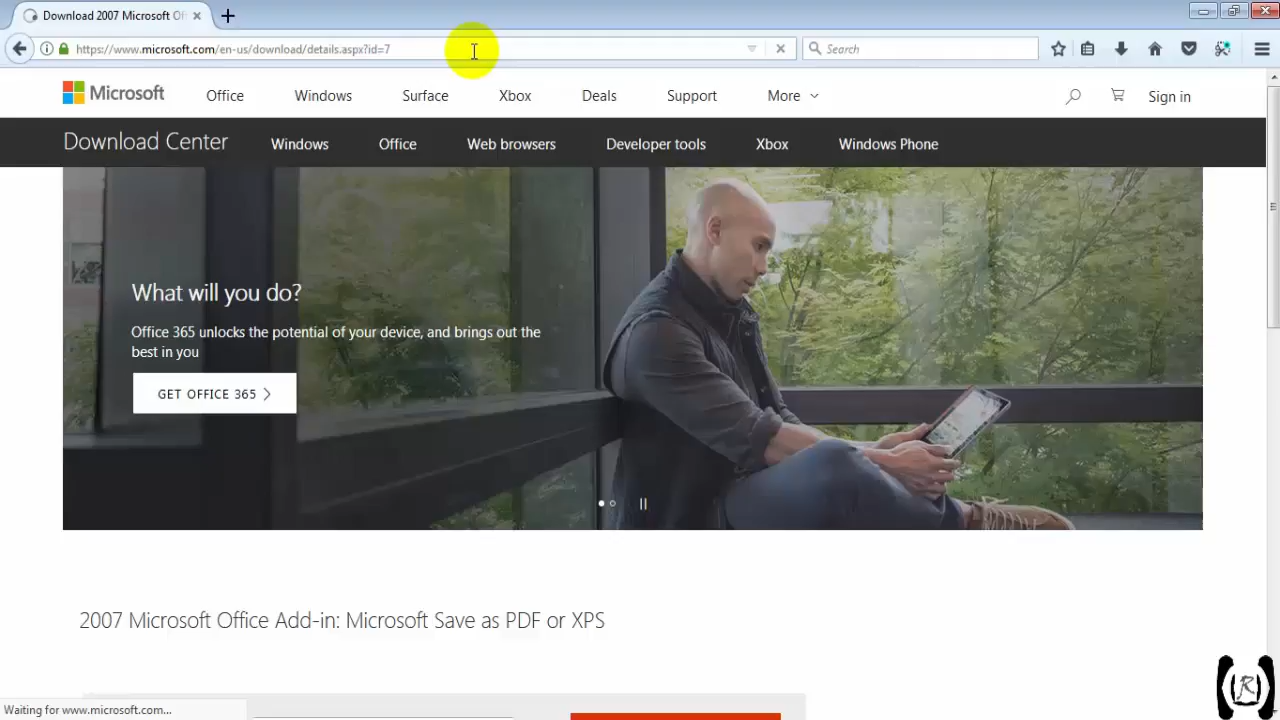 Download 2007 Microsoft Of
https://www.microsoft.com/en-us/download/details.aspx?id=7
Search
Microsoft
Office
Windows
Surface
Xbox
Deals
Support
More
Sign in
Download Center
Windows
Office
Web browsers
Developer tools
Xbox
Windows Phone
What will you do?
Office 365 unlocks the potential of your device, and brings out the
best in you
GET OFFICE 365
2007 Microsoft Office Add-in: Microsoft Save as PDF or XPS
Waiting for www.microsoft.com...
R